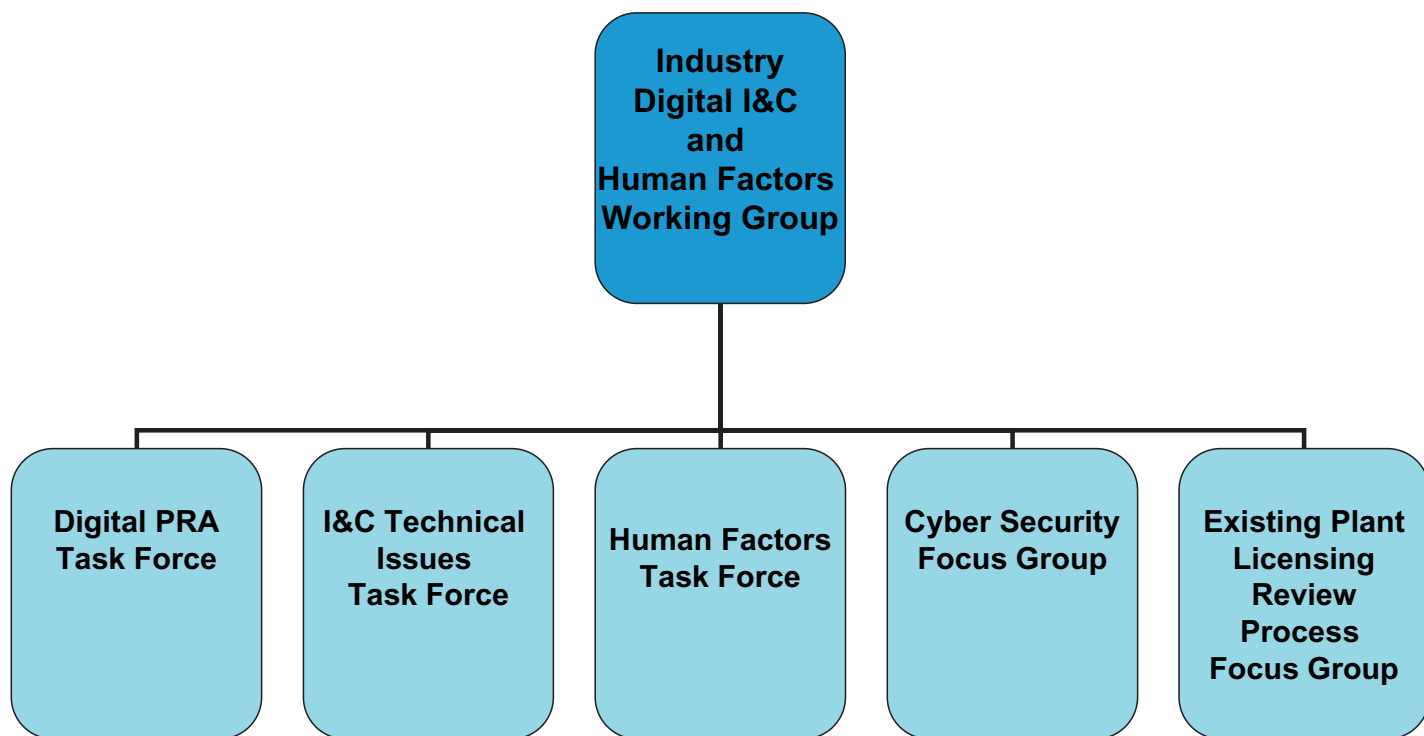 Industry
Digital I&C
and
Human Factors
Working Group
Digital PRA
Task Force
I&C Technical
Issues
Task Force
Human Factors
Task Force
Cyber Security
Focus Group
Existing Plant
Licensing
Review
Process
Focus Group